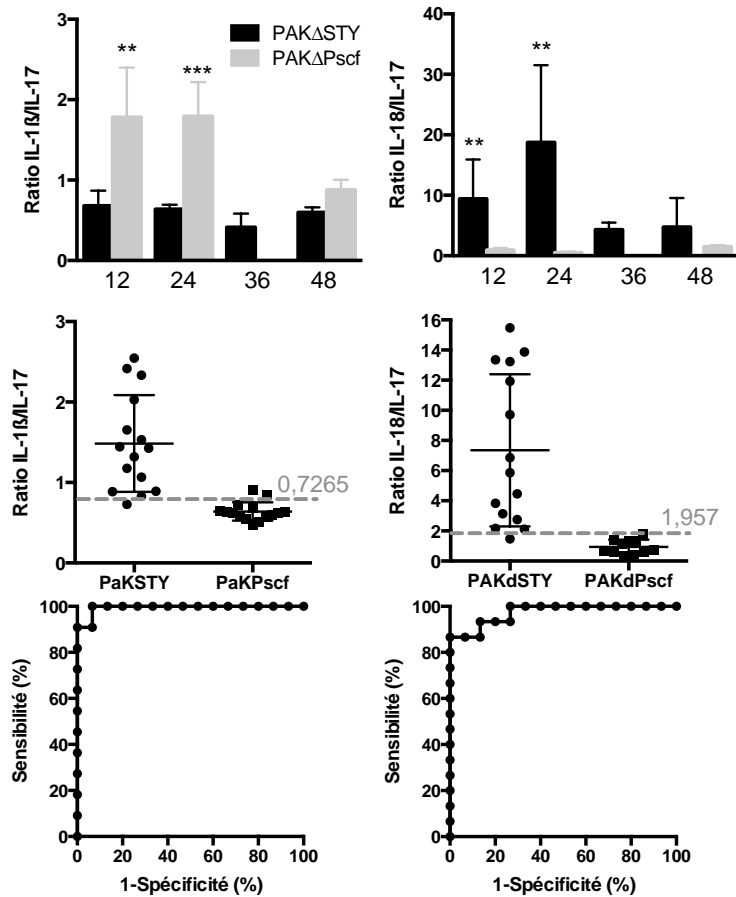 Ratio IL-1ß/IL-17
3
2
1
0
**
***
PAKΔSTY
PAKΔPscf
12 24 36 48
Ratio IL-18/IL-17
40
30
20
10
0
**
**
12 24 36 48
Ratio IL-1ß/IL-17
3
2
1
0
0,7265
PaKSTY PaKPscf
Ratio IL-18/IL-17
16
14
12
10
8
6
4
2
0
1,957
PAKdSTY PAKdPscf
Sensibilité (%)
100
80
60
40
20
0
0 20 40 60 80 100
1-Spécificité (%)
Sensibilité (%)
100
80
60
40
20
0
0 20 40 60 80 100
1-Spécificité (%)